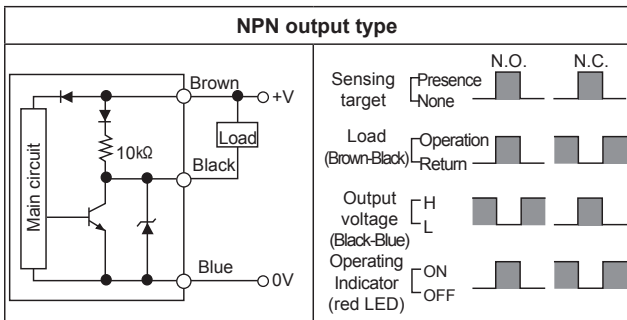 NPN output type
Brown
+V
Load
10kΩ
Black
Main circuit
Blue
0V
N.O. N.C.
Sensing target
Presence
None
Load
(Brown-Black)
Operation
Return
Output voltage
(Black-Blue)
H
L
Operating Indicator
(red LED)
ON
OFF